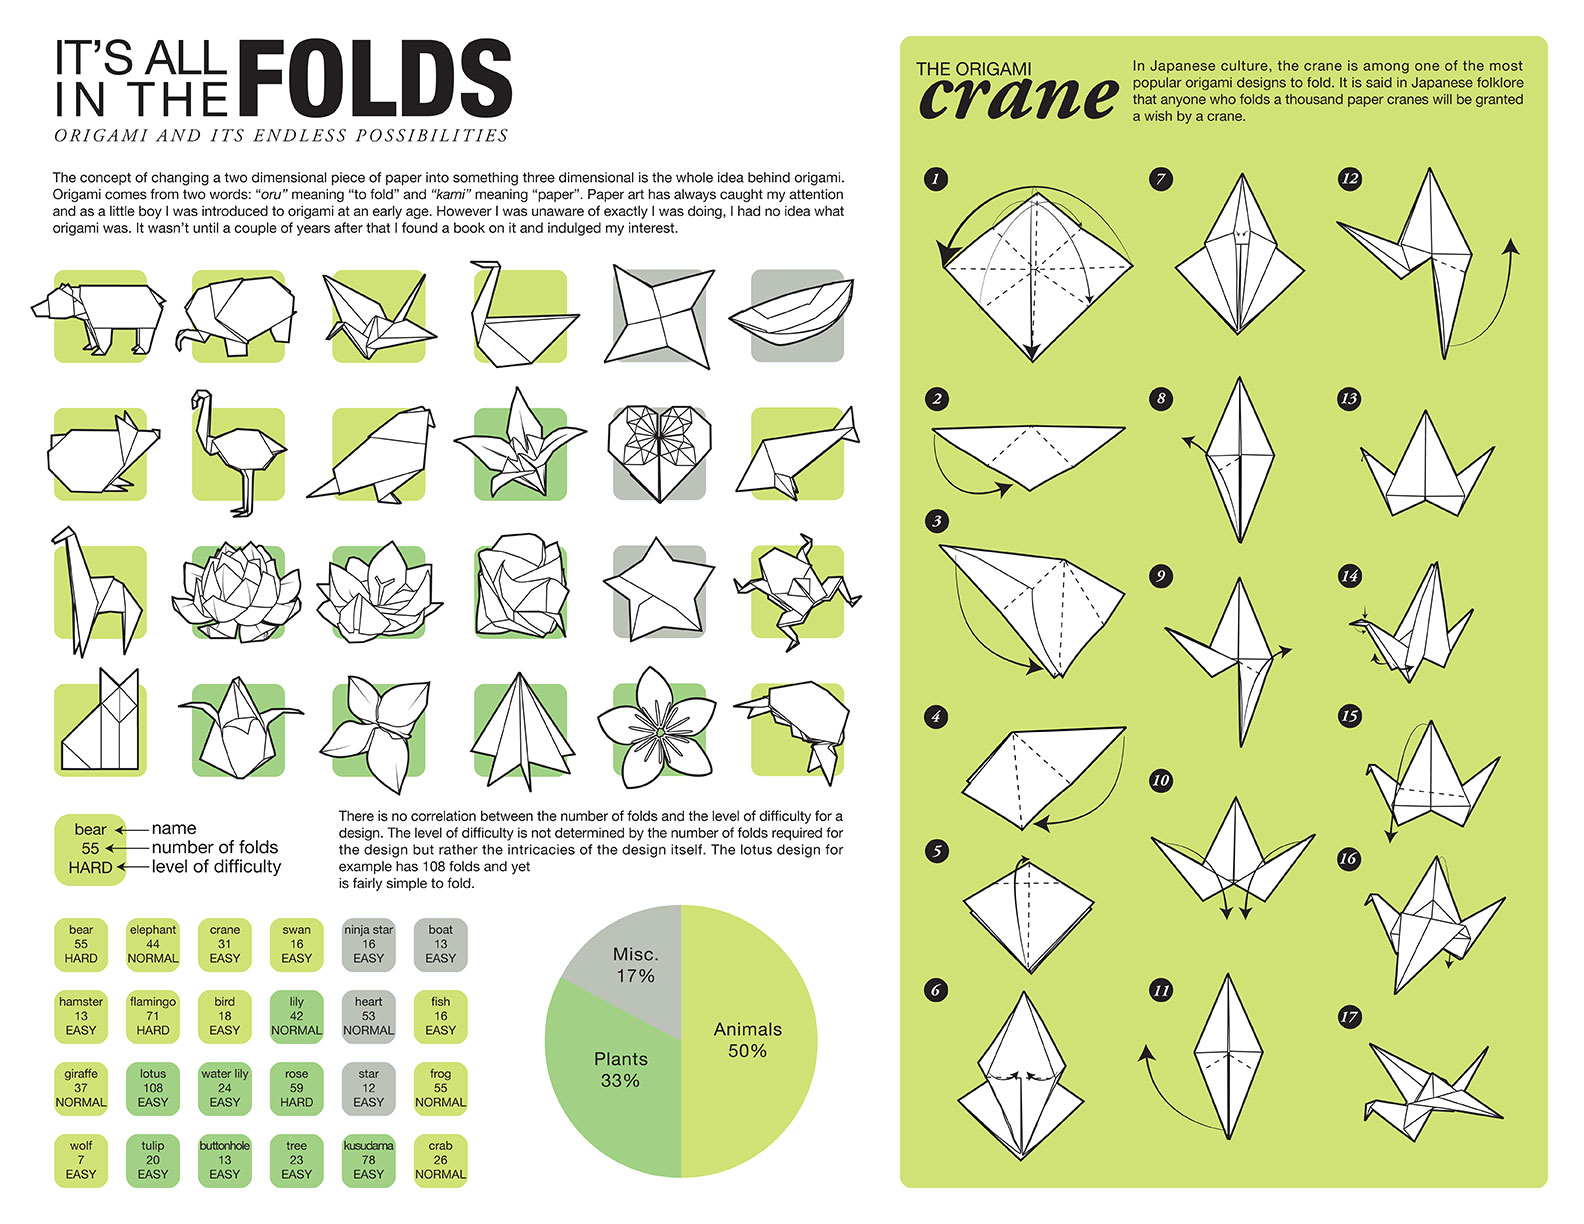 IT'S ALL
IN THE FOLDS
ORIGAMI AND ITS ENDLESS POSSIBILITIES
The concept of changing a two dimensional piece of paper into something three dimensional is the whole idea behind origami.
Origami comes from two words: "oru" meaning "to fold" and "kami" meaning "paper". Paper art has always caught my attention
and as a little boy I was introduced to origami at an early age. However I was unaware of exactly I was doing, I had no idea what
origami was. It wasn't until a couple of years after that I found a book on it and indulged my interest.
bear
55
HARD
name
number of folds
level of difficulty
There is no correlation between the number of folds and the level of difficulty for a
design. The level of difficulty is not determined by the number of folds required for
the design but rather the intricacies of the design itself. The lotus design for
example has 108 folds and yet
is fairly simple to fold.
bear
55
HARD
elephant
44
NORMAL
crane
31
EASY
swan
16
EASY
ninja star
16
EASY
boat
13
EASY
hamster
13
EASY
flamingo
71
HARD
bird
18
EASY
lily
42
NORMAL
heart
53
NORMAL
fish
16
EASY
giraffe
37
NORMAL
lotus
108
EASY
water lily
24
EASY
rose
59
HARD
star
12
EASY
frog
55
NORMAL
wolf
7
EASY
tulip
20
EASY
buttonhole
13
EASY
tree
23
EASY
kusudama
78
EASY
crab
26
NORMAL
Misc.
17%
Plants
33%
Animals
50%
THE ORIGAMI
crane
In Japanese culture, the crane is among one of the most
popular origami designs to fold. It is said in Japanese folklore
that anyone who folds a thousand paper cranes will be granted
a wish by a crane.
1
2
3
4
5
6
7
8
9
10
11
12
13
14
15
16
17